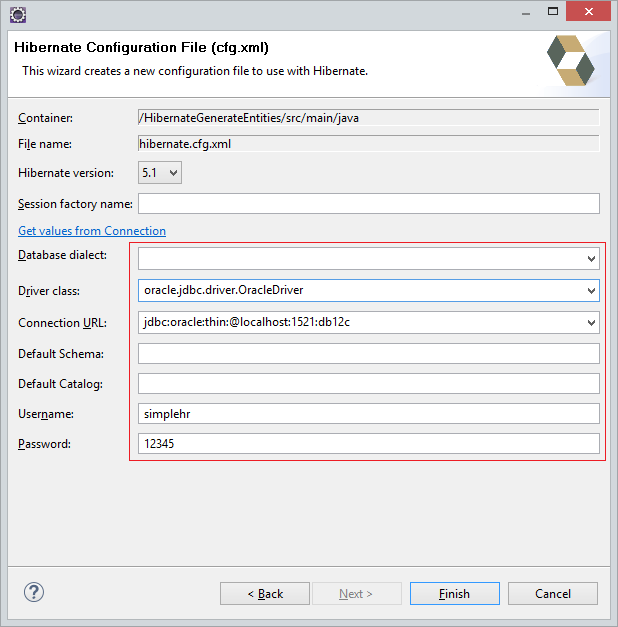 Hibernate Configuration File (cfg.xml)
This wizard creates a new configuration file to use with Hibernate.
Container: /HibernateGenerateEntities/src/main/java
File name: hibernate.cfg.xml
Hibernate version: 5.1
Session factory name:
Get values from Connection
Database dialect:
Driver class: oracle.jdbc.driver.OracleDriver
Connection URL: jdbc:oracle:thin:@localhost:1521:db12c
Default Schema:
Default Catalog:
Username: simplehr
Password: 12345
? < Back Next > Finish Cancel